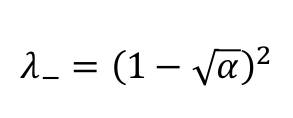 λ₋ = (1 − √α)²